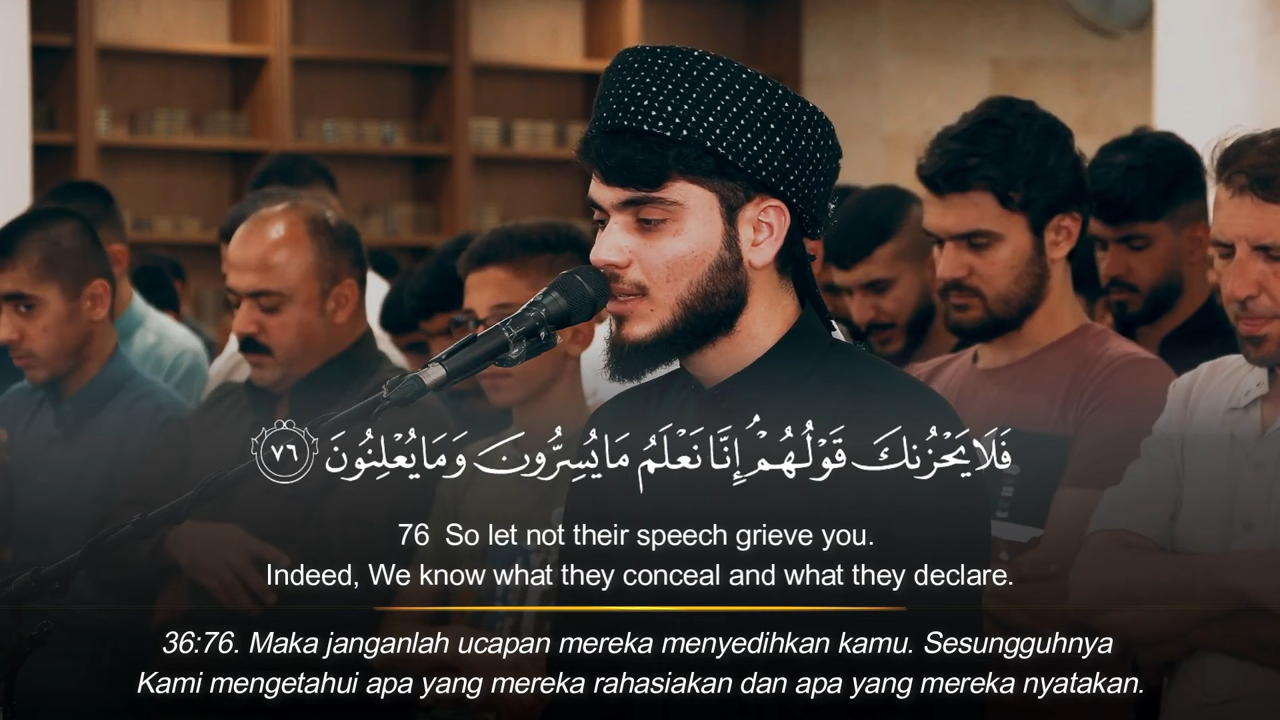 فَلَا يَحْزُنكَ قَوْلُهُمْ ۘ إِنَّا نَعْلَمُ مَا يُسِرُّونَ وَمَا يُعْلِنُونَ ٧٦
76 So let not their speech grieve you.
Indeed, We know what they conceal and what they declare.
36:76. Maka janganlah ucapan mereka menyedihkan kamu. Sesungguhnya
Kami mengetahui apa yang mereka rahasiakan dan apa yang mereka nyatakan.